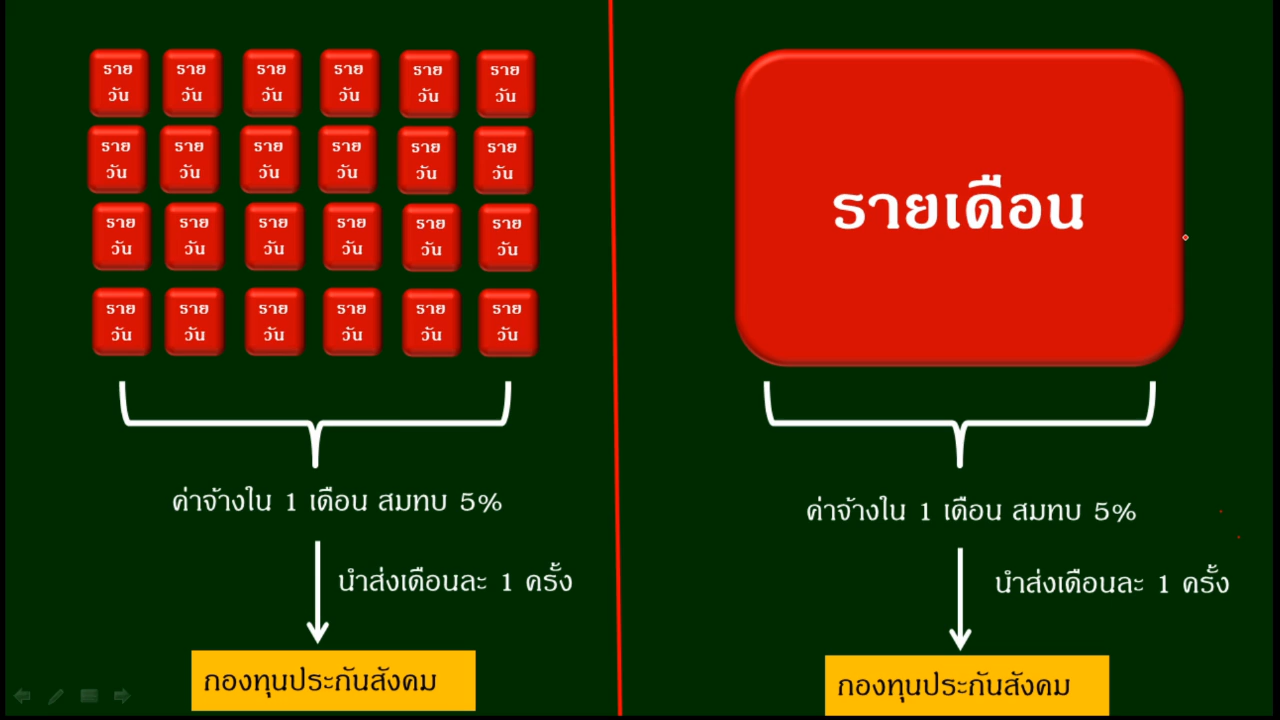 ราย ราย ราย ราย ราย ราย
วัน วัน วัน วัน วัน วัน
ราย ราย ราย ราย ราย ราย
วัน วัน วัน วัน วัน วัน
ราย ราย ราย ราย ราย ราย
วัน วัน วัน วัน วัน วัน
ราย ราย ราย ราย ราย ราย
วัน วัน วัน วัน วัน วัน
ค่าจ้างใน 1 เดือน สมทบ 5%
นำส่งเดือนละ 1 ครั้ง
กองทุนประกันสังคม
รายเดือน
ค่าจ้างใน 1 เดือน สมทบ 5%
นำส่งเดือนละ 1 ครั้ง
กองทุนประกันสังคม